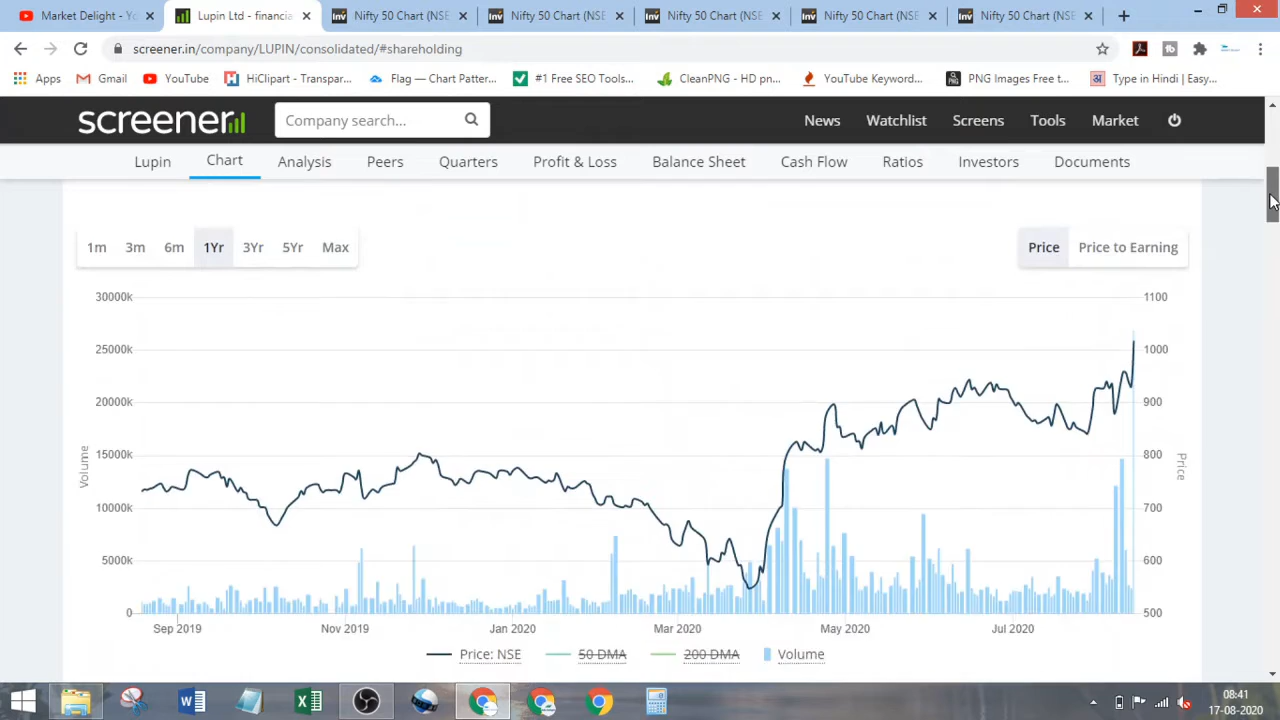 Market Delight - Yo
Lupin Ltd - financia
Nifty 50 Chart (NSE
Nifty 50 Chart (NSE
Nifty 50 Chart (NSE
Nifty 50 Chart (NSE
Nifty 50 Chart (NSE
screener.in/company/LUPIN/consolidated/#shareholding
Apps
Gmail
YouTube
HiClipart - Transpar...
Flag — Chart Patter...
#1 Free SEO Tools...
CleanPNG - HD pn...
YouTube Keyword...
PNG Images Free t...
Type in Hindi | Easy...
screener
Company search...
News
Watchlist
Screens
Tools
Market
Lupin
Chart
Analysis
Peers
Quarters
Profit & Loss
Balance Sheet
Cash Flow
Ratios
Investors
Documents
1m
3m
6m
1Yr
3Yr
5Yr
Max
Price
Price to Earning
30000k
25000k
20000k
15000k
10000k
5000k
0
Volume
1100
1000
900
800
700
600
500
Price
Sep 2019
Nov 2019
Jan 2020
Mar 2020
May 2020
Jul 2020
Price: NSE
50 DMA
200 DMA
Volume
08:41
17-08-2020